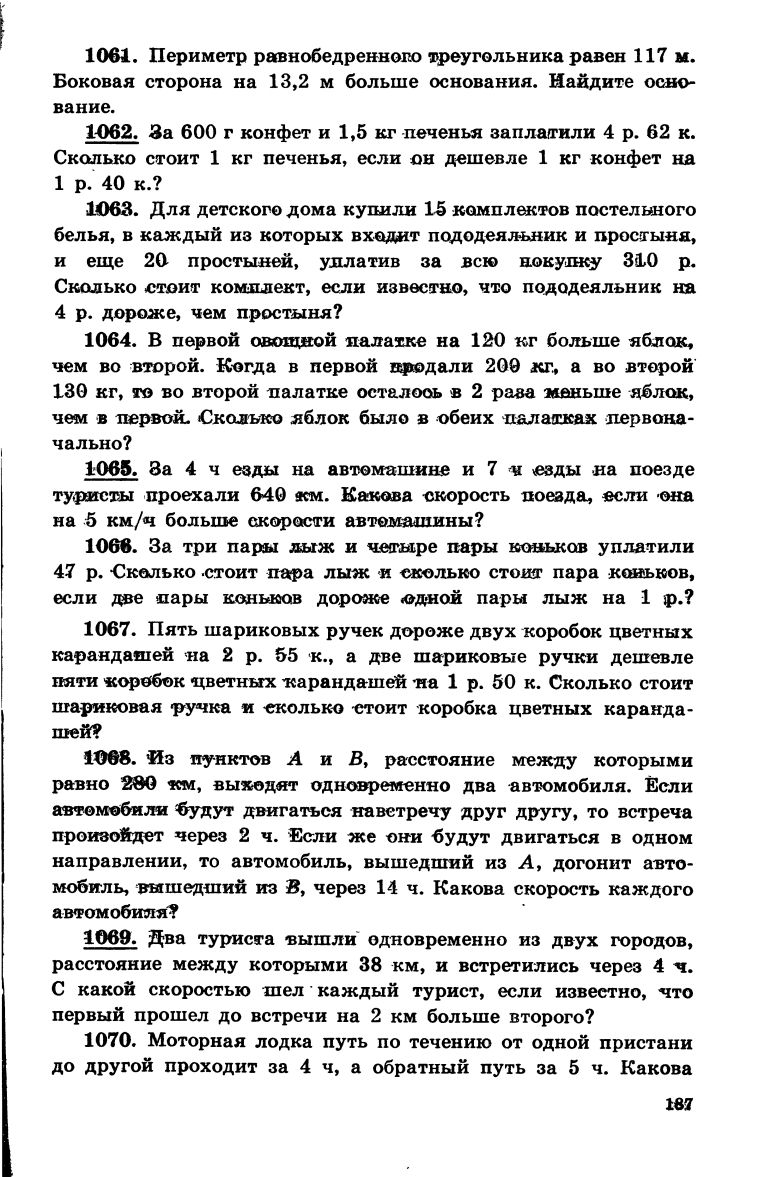 1061. Периметр равнобедренного треугольника равен 117 м.
Боковая сторона на 13,2 м больше основания. Найдите осно-
вание.
1062. За 600 г конфет и 1,5 кг печенья заплатили 4 р. 62 к.
Сколько стоит 1 кг печенья, если он дешевле 1 кг конфет на
1 р. 40 к.?
1063. Для детского дома купили 15 комплектов постельного
белья, в каждый из которых входит пододеяльник и простыня,
и еще 20 простыней, уплатив за всю покупку 310 р.
Сколько стоит комплект, если известно, что пододеяльник на
4 р. дороже, чем простыня?
1064. В первой овощной палатке на 120 кг больше яблок,
чем во второй. Когда в первой продали 200 кг, а во второй
130 кг, то во второй палатке осталось в 2 раза меньше яблок,
чем в первой. Сколько яблок было в обеих палатках первона-
чально?
1065. За 4 ч езды на автомашине и 7 ч езды на поезде
туристы проехали 640 км. Какова скорость поезда, если она
на 5 км/ч больше скорости автомашины?
1066. За три пары лыж и четыре пары коньков уплатили
47 р. Сколько стоит пара лыж и сколько стоит пара коньков,
если две пары коньков дороже одной пары лыж на 1 р.?
1067. Пять шариковых ручек дороже двух коробок цветных
карандашей на 2 р. 55 к., а две шариковые ручки дешевле
пяти коробок цветных карандашей на 1 р. 50 к. Сколько стоит
шариковая ручка и сколько стоит коробка цветных каранда-
шей?
1068. Из пунктов А и В, расстояние между которыми
равно 280 км, выходят одновременно два автомобиля. Если
автомобили будут двигаться навстречу друг другу, то встреча
произойдет через 2 ч. Если же они будут двигаться в одном
направлении, то автомобиль, вышедший из А, догонит авто-
мобиль, вышедший из В, через 14 ч. Какова скорость каждого
автомобиля?
1069. Два туриста вышли одновременно из двух городов,
расстояние между которыми 38 км, и встретились через 4 ч.
С какой скоростью шел каждый турист, если известно, что
первый прошел до встречи на 2 км больше второго?
1070. Моторная лодка путь по течению от одной пристани
до другой проходит за 4 ч, а обратный путь за 5 ч. Какова
187